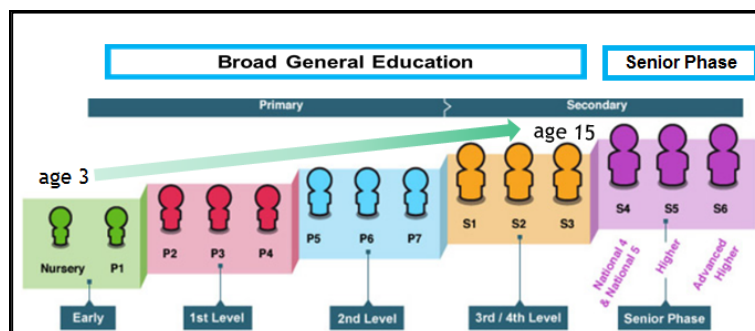 Broad General Education
Senior Phase
Primary
Secondary
age 3
age 15
Nursery
P1
P2
P3
P4
P5
P6
P7
S1
S2
S3
S4
S5
S6
National 4
& National 5
Higher
Advanced
Higher
Early
1st Level
2nd Level
3rd / 4th Level
Senior Phase